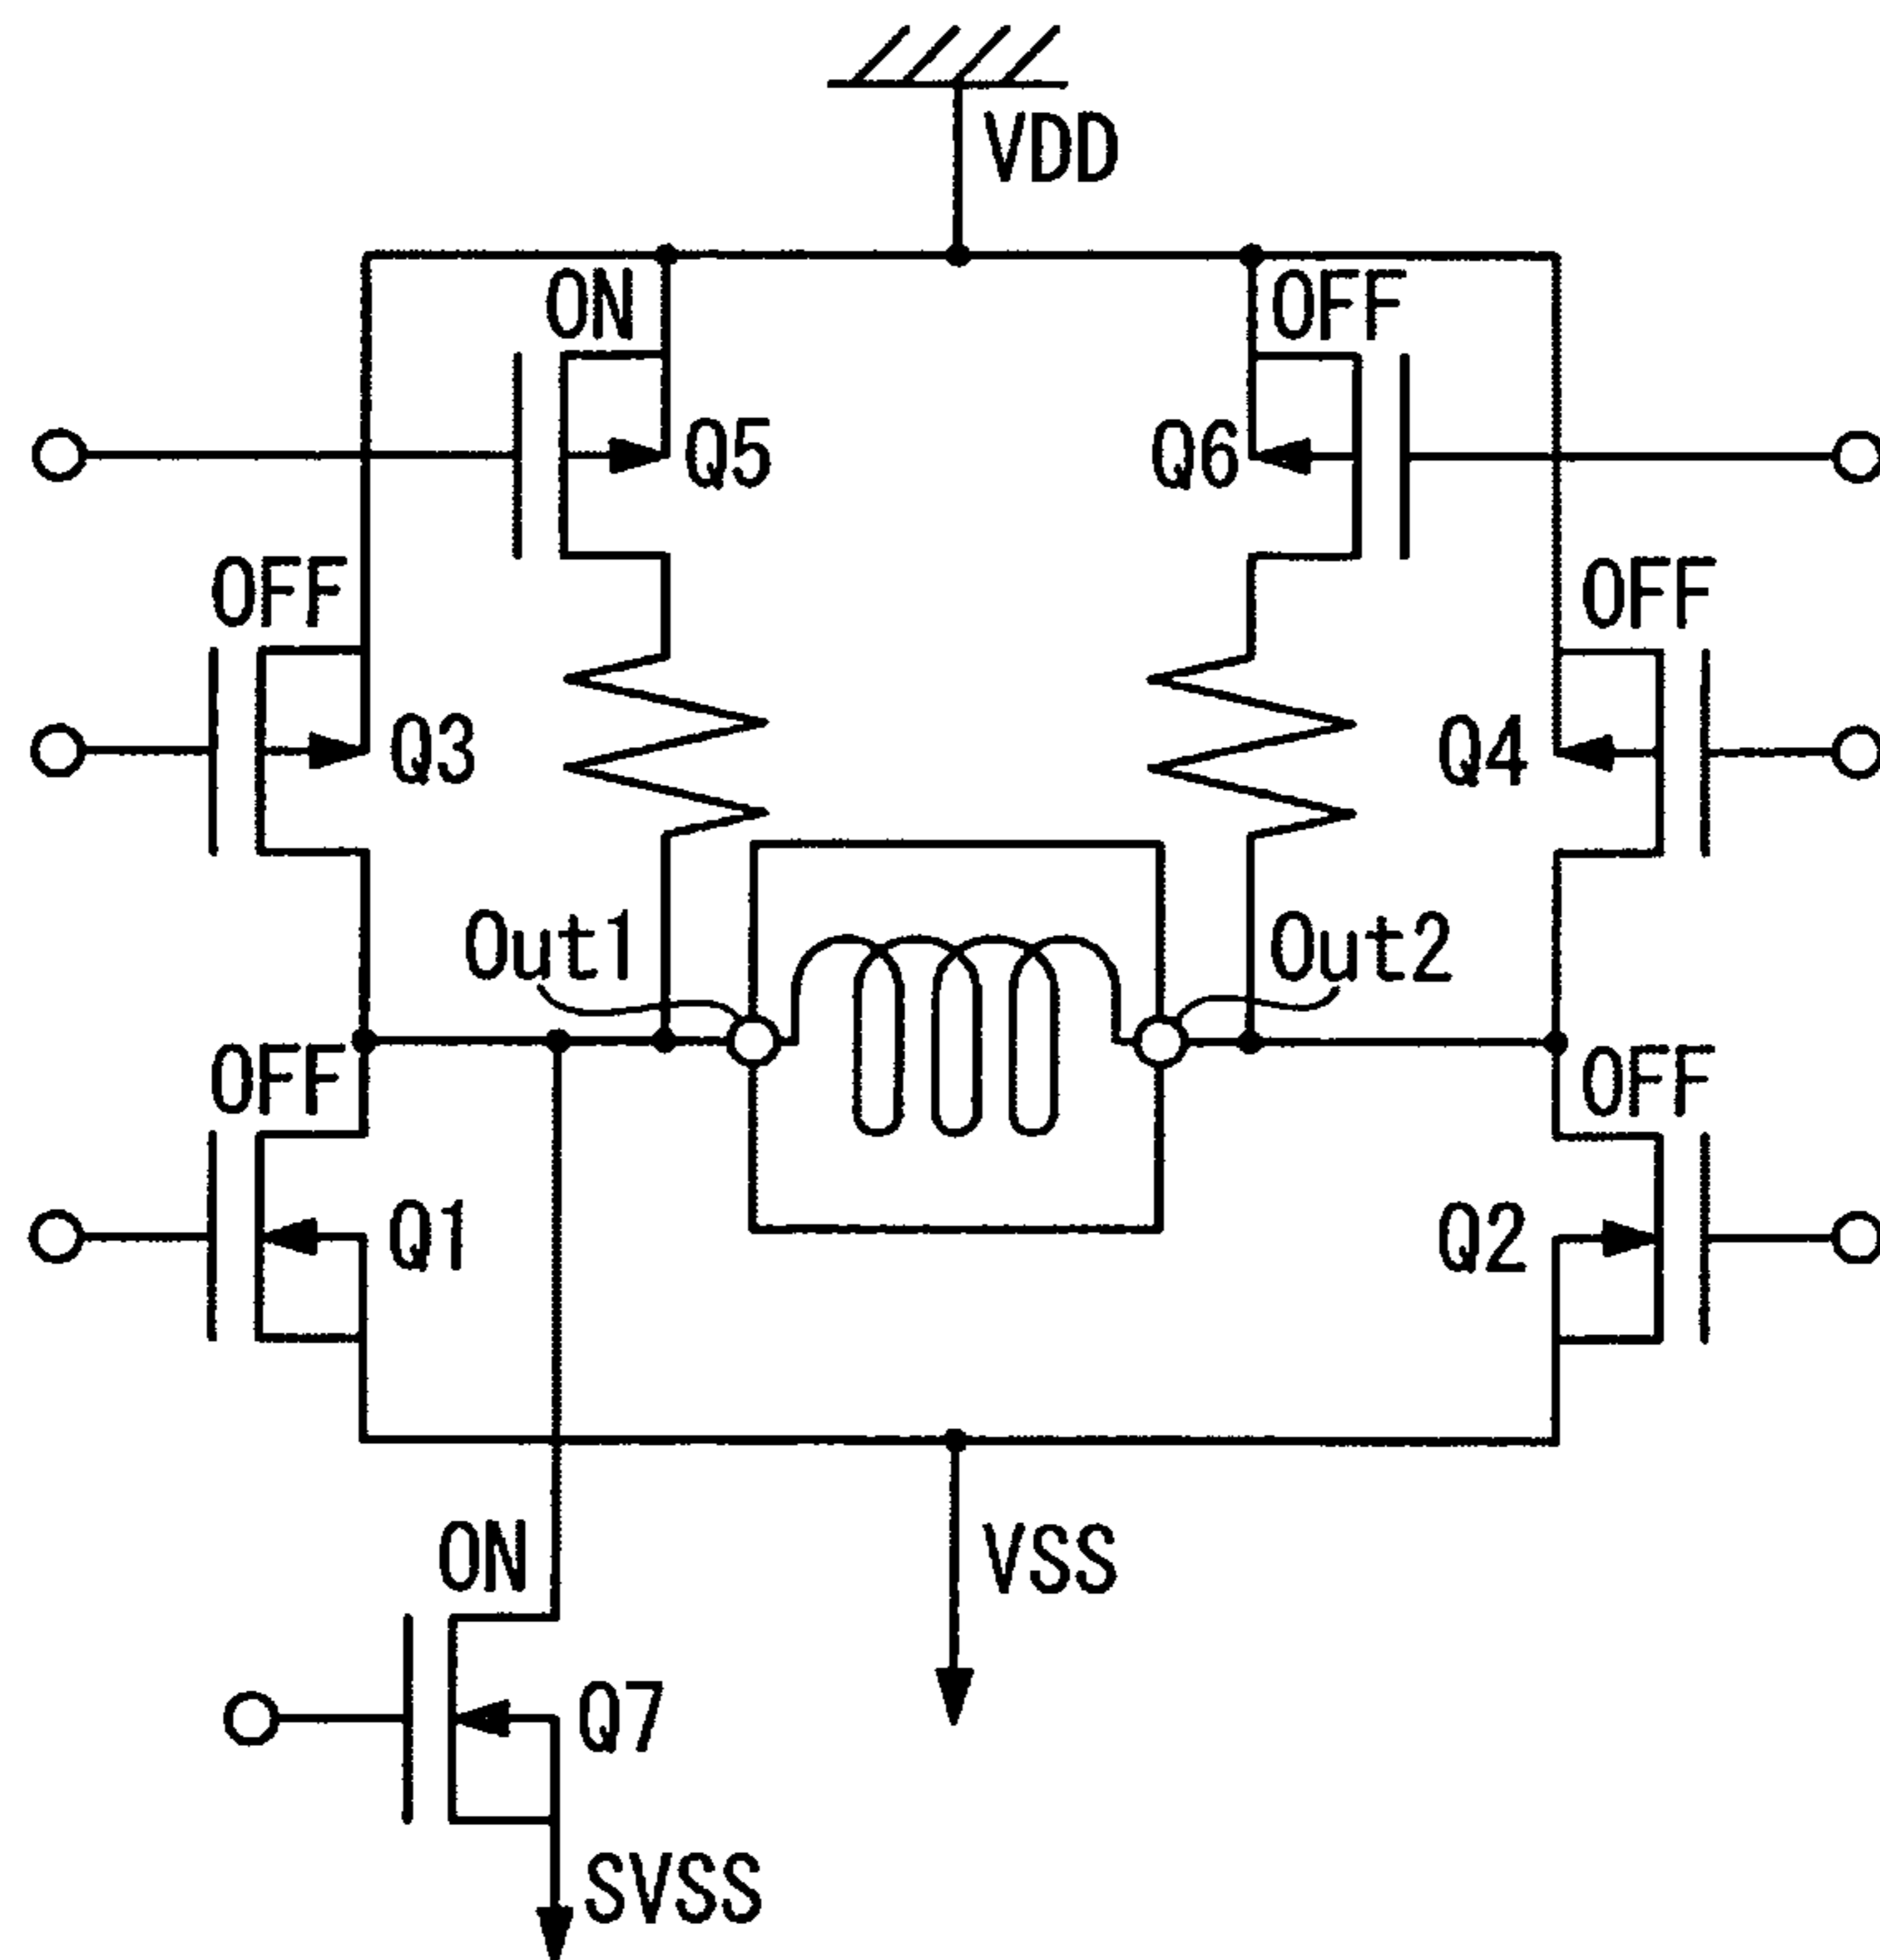 VDD
ON
OFF
Q5
Q6
OFF
OFF
Q3
Q4
Out1
Out2
OFF
OFF
Q1
Q2
ON
VSS
Q7
SVSS